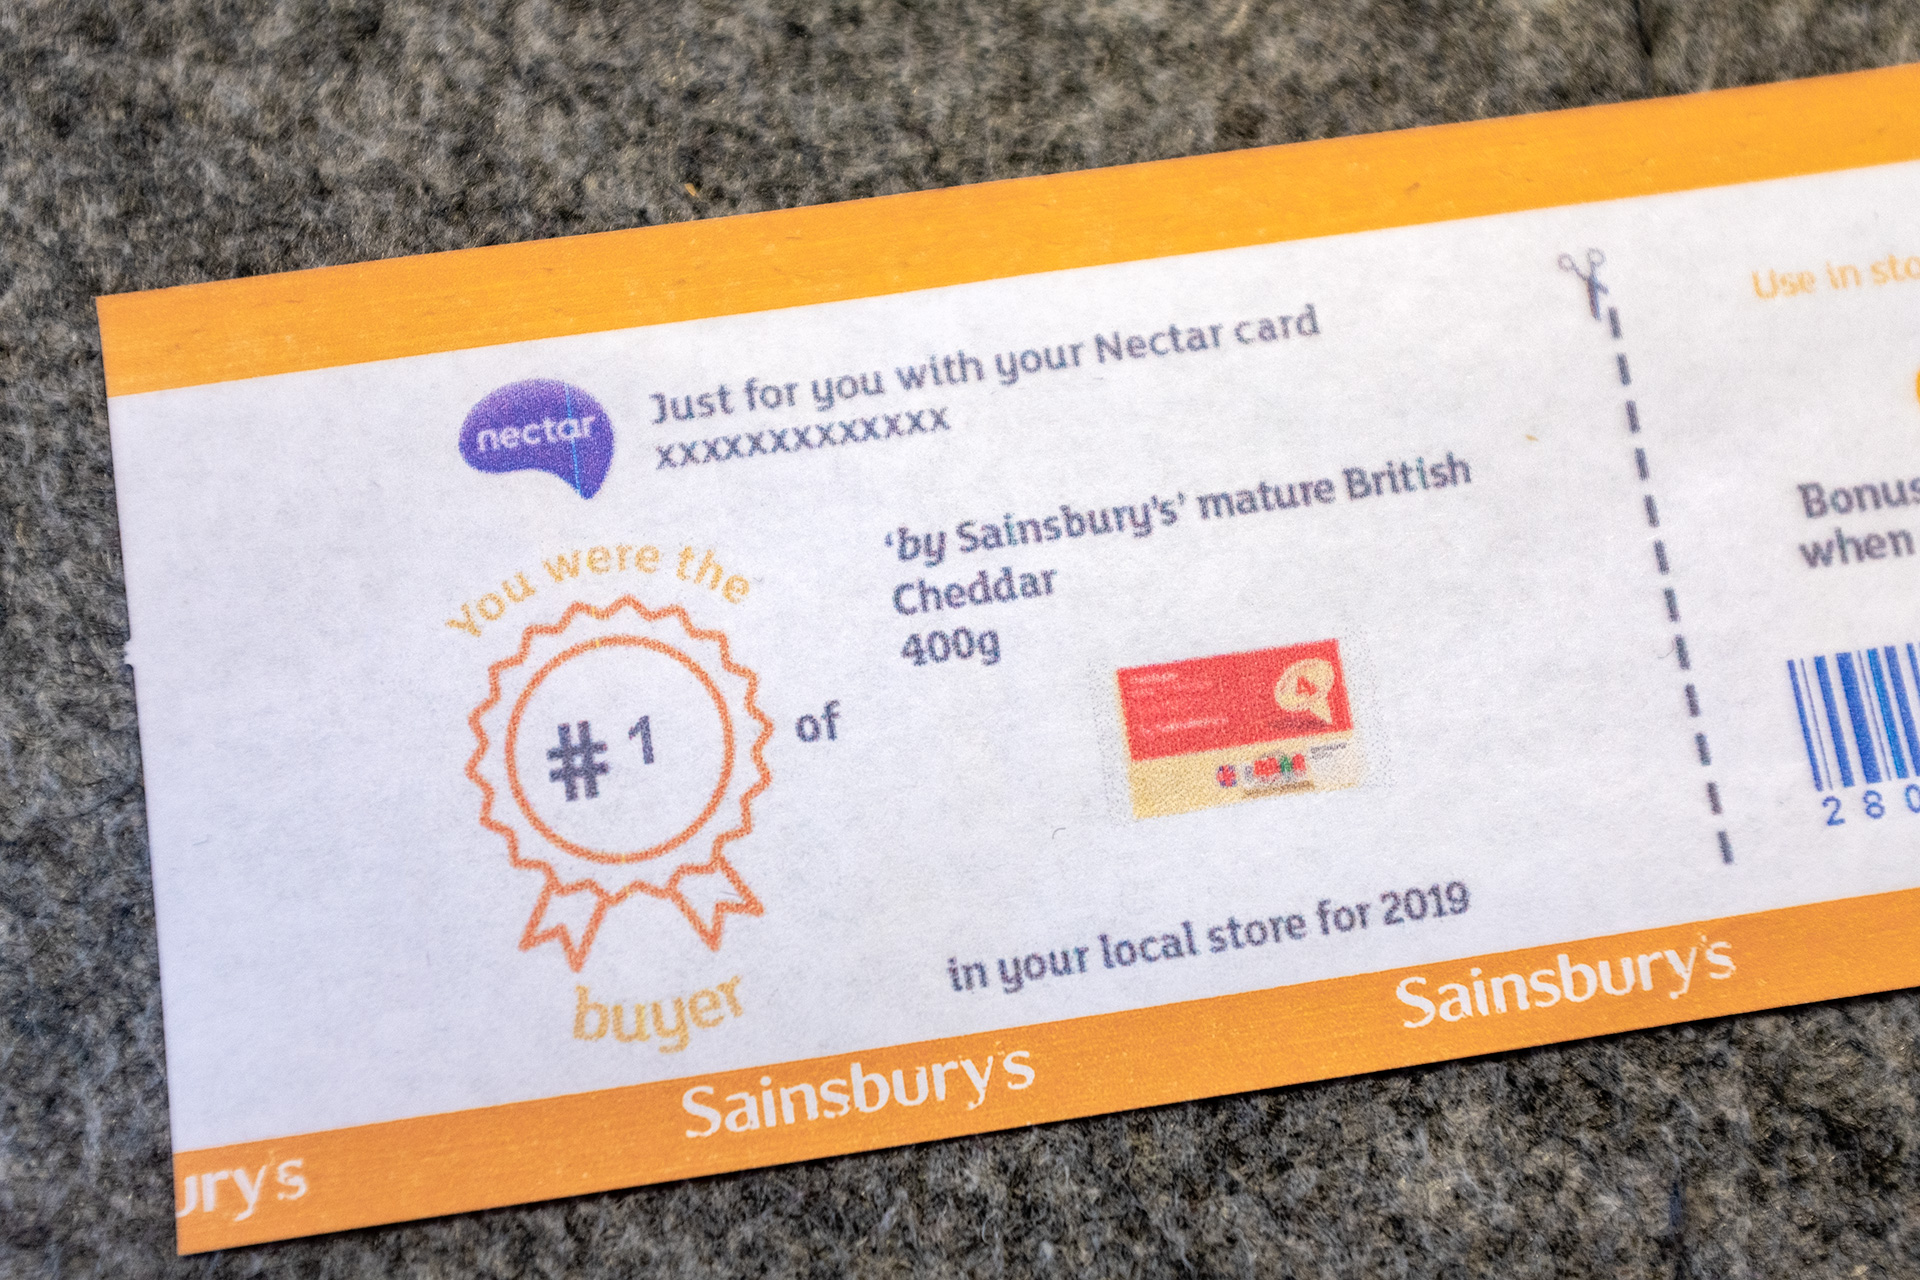 nectar
Just for you with your Nectar card
xxxxxxxxxxxxx
You were the
#1
buyer
of
'by Sainsbury's' mature British
Cheddar
400g
4
in your local store for 2019
Use in sto
Bonus
when
280
ury's
Sainsbury's
Sainsbury's